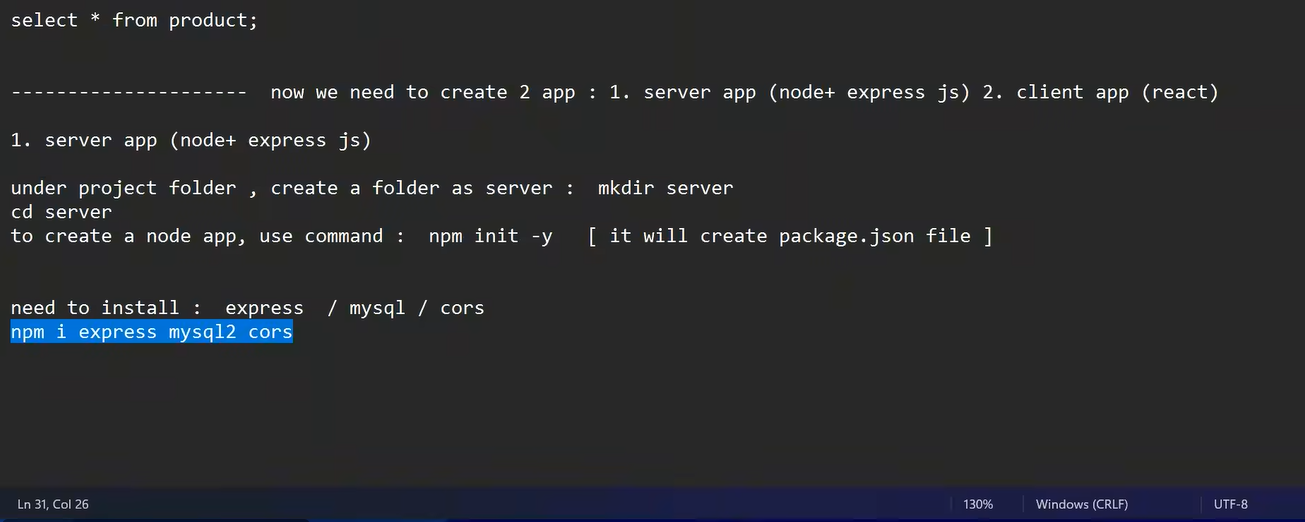 select * from product;
---------------------  now we need to create 2 app : 1. server app (node+ express js) 2. client app (react)
1. server app (node+ express js)
under project folder , create a folder as server :  mkdir server
cd server
to create a node app, use command :  npm init -y   [ it will create package.json file ]
need to install :  express  / mysql / cors
npm i express mysql2 cors
Ln 31, Col 26 130% Windows (CRLF) UTF-8